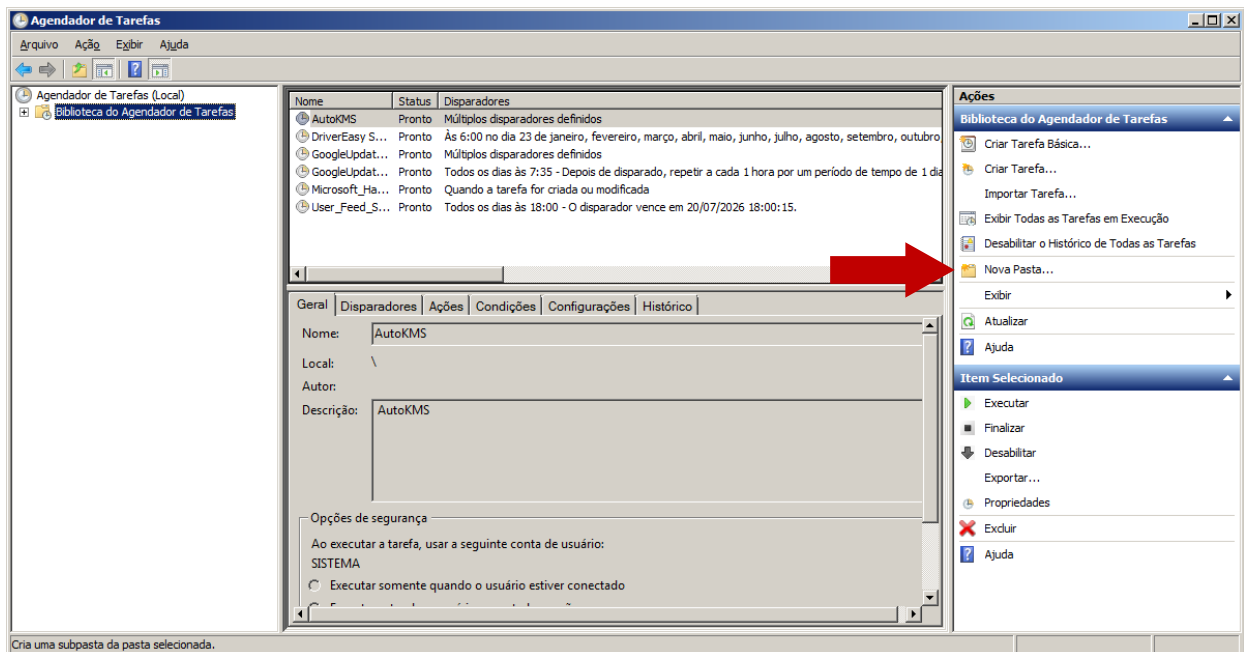 Agendador de Tarefas
Arquivo Ação Exibir Ajuda
Agendador de Tarefas (Local)
Biblioteca do Agendador de Tarefas
Nome Status Disparadores
AutoKMS Pronto Múltiplos disparadores definidos
DriverEasy S... Pronto Às 6:00 no dia 23 de janeiro, fevereiro, março, abril, maio, junho, julho, agosto, setembro, outubro,
GoogleUpdat... Pronto Múltiplos disparadores definidos
GoogleUpdat... Pronto Todos os dias às 7:35 - Depois de disparado, repetir a cada 1 hora por um período de tempo de 1 dia
Microsoft_Ha... Pronto Quando a tarefa for criada ou modificada
User_Feed_S... Pronto Todos os dias às 18:00 - O disparador vence em 20/07/2026 18:00:15.
Geral Disparadores Ações Condições Configurações Histórico
Nome: AutoKMS
Local: \
Autor:
Descrição: AutoKMS
Opções de segurança
Ao executar a tarefa, usar a seguinte conta de usuário:
SISTEMA
Executar somente quando o usuário estiver conectado
Ações
Biblioteca do Agendador de Tarefas
Criar Tarefa Básica...
Criar Tarefa...
Importar Tarefa...
Exibir Todas as Tarefas em Execução
Desabilitar o Histórico de Todas as Tarefas
Nova Pasta...
Exibir
Atualizar
Ajuda
Item Selecionado
Executar
Finalizar
Desabilitar
Exportar...
Propriedades
Excluir
Ajuda
Cria uma subpasta da pasta selecionada.